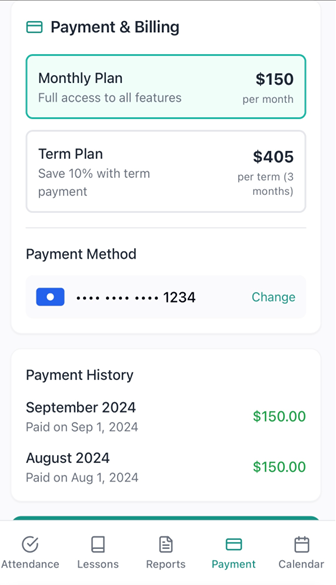 Payment & Billing
Monthly Plan
$150
Full access to all features
per month
Term Plan
$405
Save 10% with term
payment
per term (3
months)
Payment Method
•••• •••• •••• 1234
Change
Payment History
September 2024
Paid on Sep 1, 2024
$150.00
August 2024
Paid on Aug 1, 2024
$150.00
Attendance
Lessons
Reports
Payment
Calendar